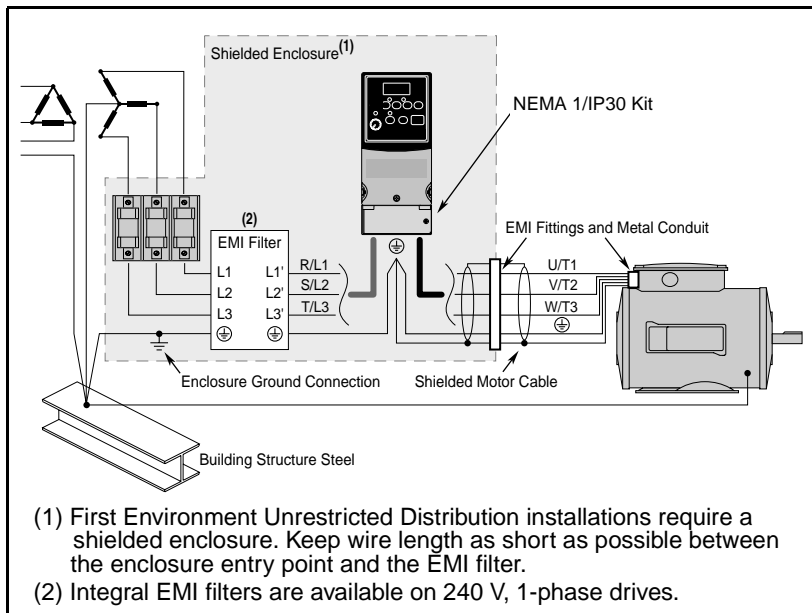 Shielded Enclosure(1)
NEMA 1/IP30 Kit
(2)
EMI Filter
EMI Fittings and Metal Conduit
L1 L1' R/L1 U/T1
L2 L2' S/L2 V/T2
L3 L3' T/L3 W/T3
Enclosure Ground Connection
Shielded Motor Cable
Building Structure Steel
(1) First Environment Unrestricted Distribution installations require a
shielded enclosure. Keep wire length as short as possible between
the enclosure entry point and the EMI filter.
(2) Integral EMI filters are available on 240 V, 1-phase drives.